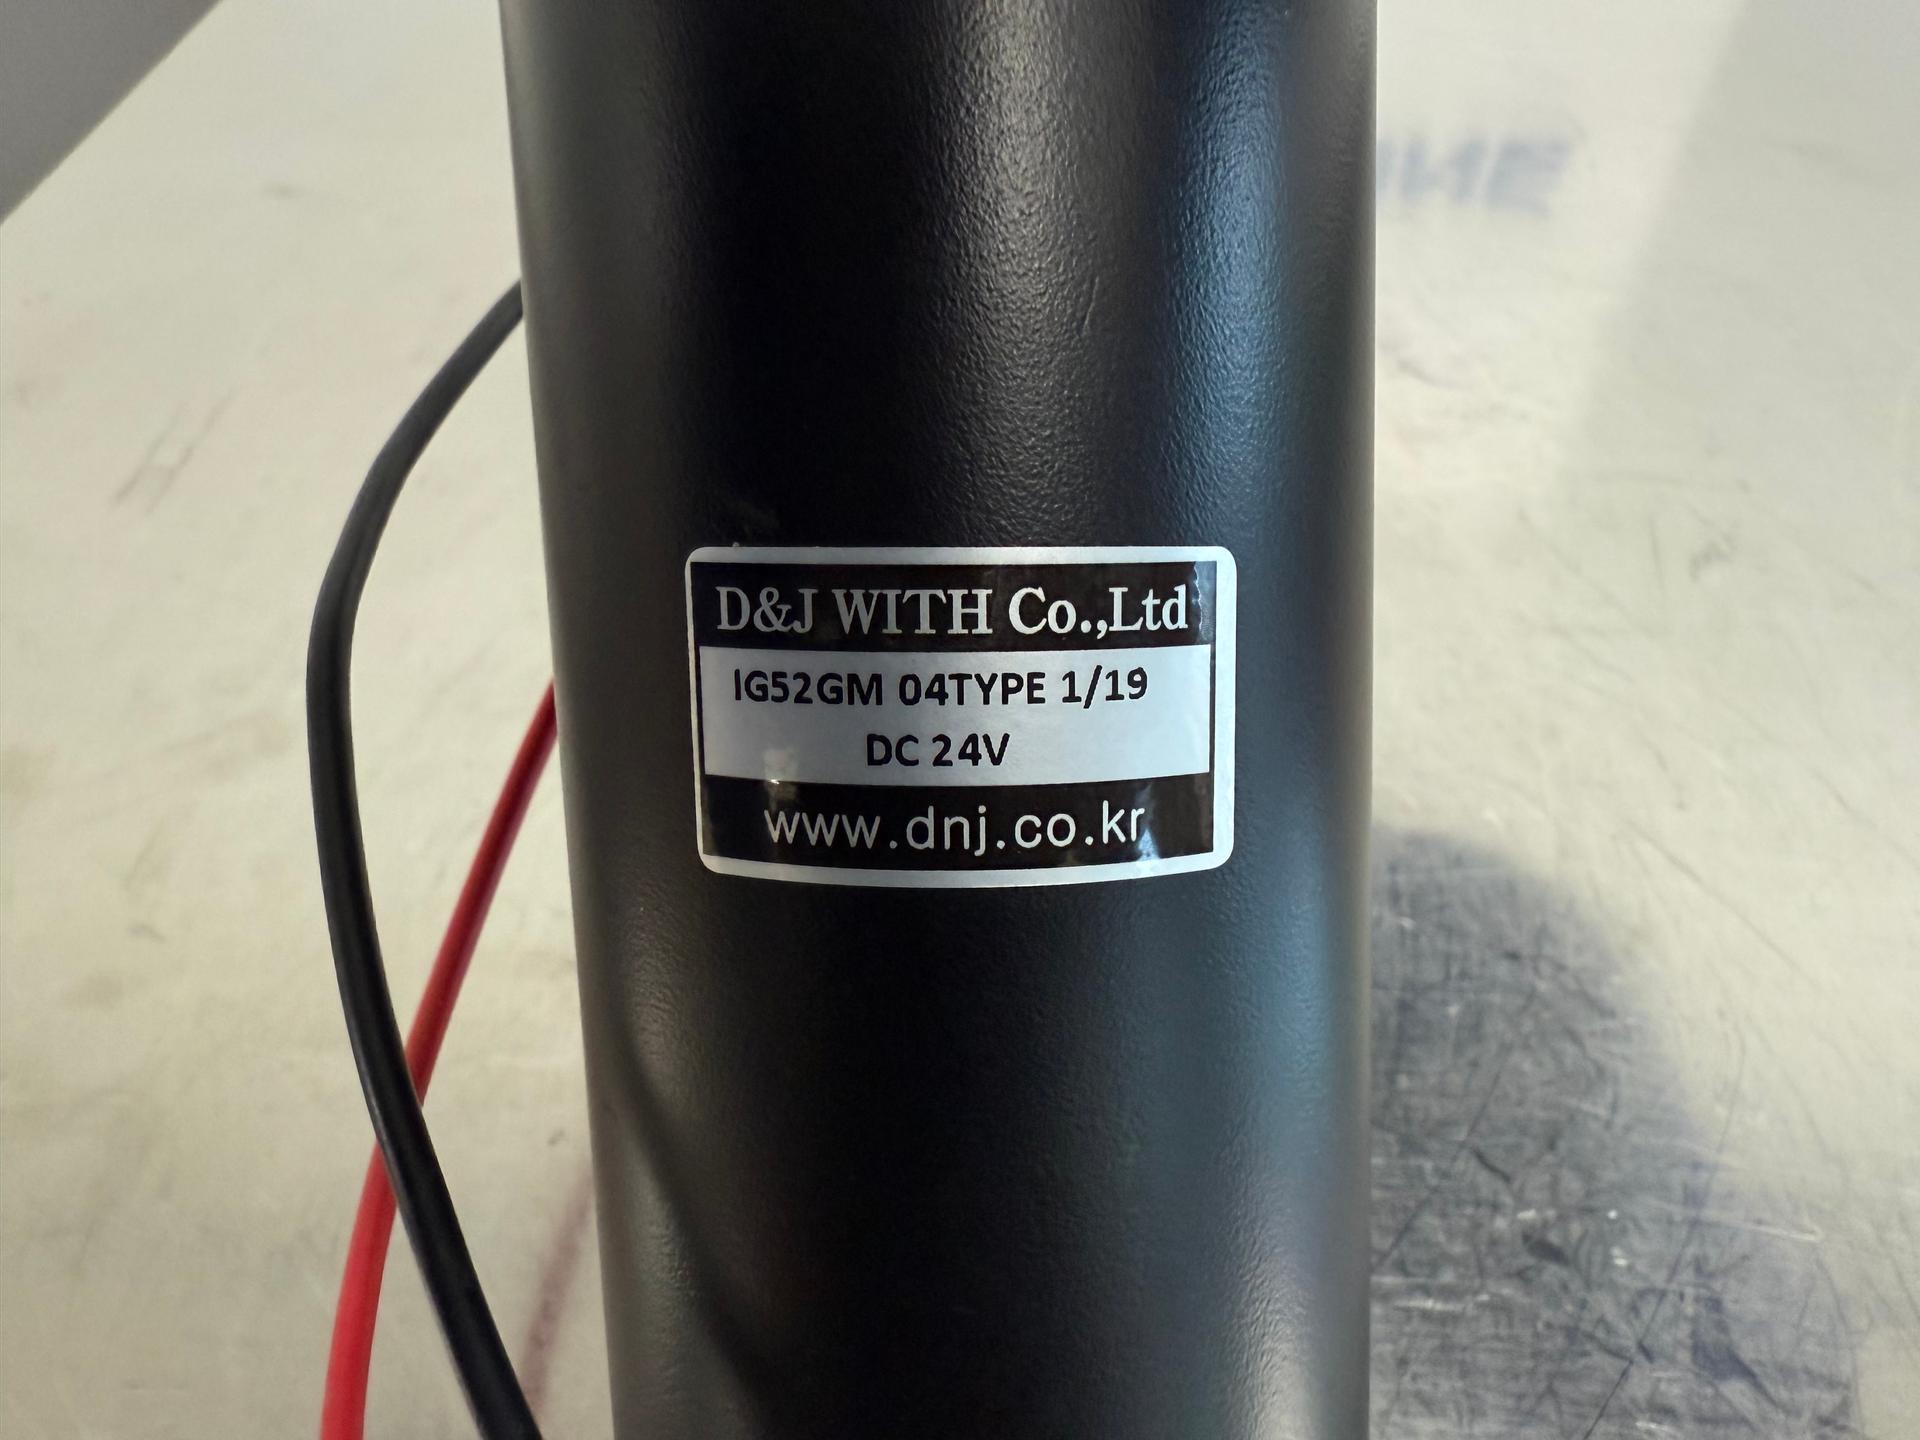 D&J WITH Co.,Ltd
IG52GM 04TYPE 1/19
DC 24V
www.dnj.co.kr